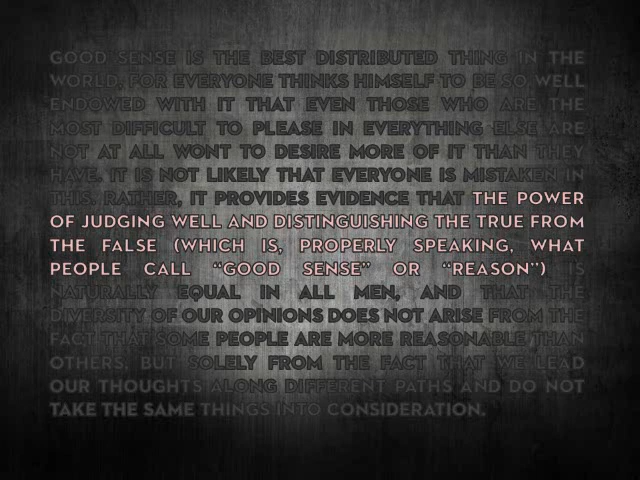 GOOD SENSE IS THE BEST DISTRIBUTED THING IN THE
WORLD, FOR EVERYONE THINKS HIMSELF TO BE SO WELL
ENDOWED WITH IT THAT EVEN THOSE WHO ARE THE
MOST DIFFICULT TO PLEASE IN EVERYTHING ELSE ARE
NOT AT ALL WONT TO DESIRE MORE OF IT THAN THEY
HAVE. IT IS NOT LIKELY THAT EVERYONE IS MISTAKEN IN
THIS. RATHER, IT PROVIDES EVIDENCE THAT THE POWER
OF JUDGING WELL AND DISTINGUISHING THE TRUE FROM
THE FALSE (WHICH IS, PROPERLY SPEAKING, WHAT
PEOPLE CALL “GOOD SENSE” OR “REASON”) IS
NATURALLY EQUAL IN ALL MEN, AND THAT THE
DIVERSITY OF OUR OPINIONS DOES NOT ARISE FROM THE
FACT THAT SOME PEOPLE ARE MORE REASONABLE THAN
OTHERS, BUT SOLELY FROM THE FACT THAT WE LEAD
OUR THOUGHTS ALONG DIFFERENT PATHS AND DO NOT
TAKE THE SAME THINGS INTO CONSIDERATION.